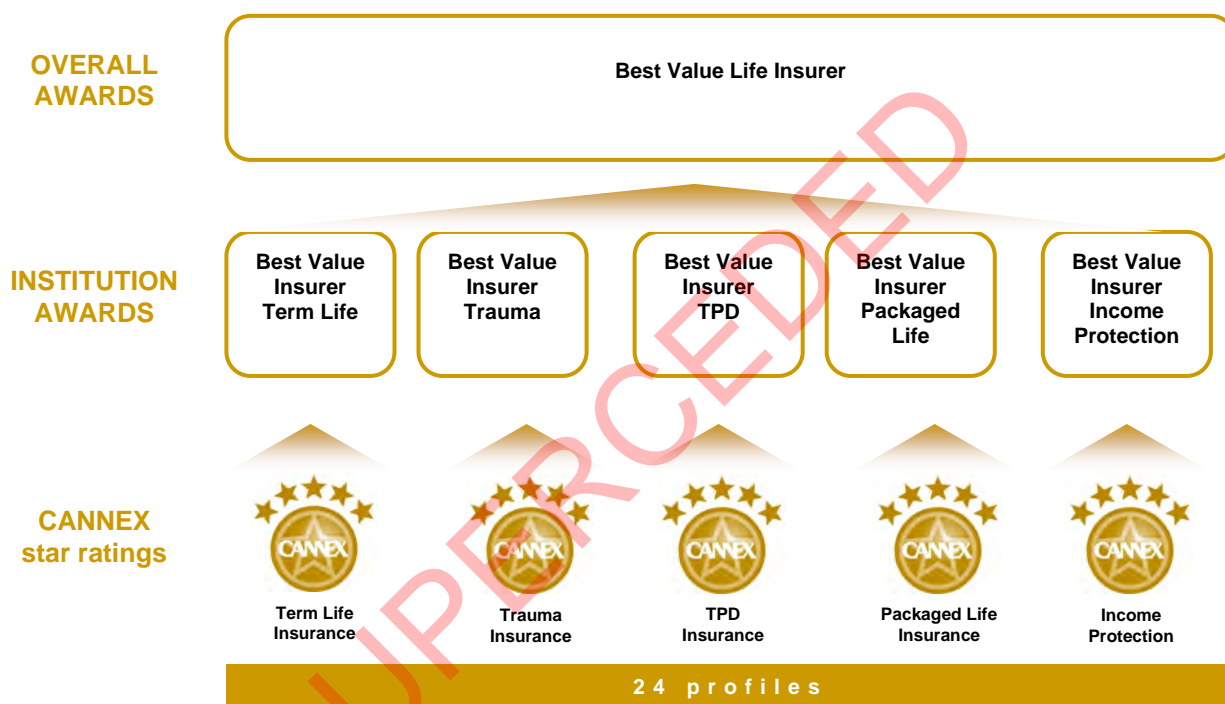 OVERALL
AWARDS
Best Value Life Insurer
INSTITUTION
AWARDS
Best Value
Insurer
Term Life
Best Value
Insurer
Trauma
Best Value
Insurer
TPD
Best Value
Insurer
Packaged
Life
Best Value
Insurer
Income
Protection
CANNEX
star ratings
CANNEX
CANNEX
CANNEX
CANNEX
CANNEX
Term Life
Insurance
Trauma
Insurance
TPD
Insurance
Packaged Life
Insurance
Income
Protection
24 profiles
UPERCEDED